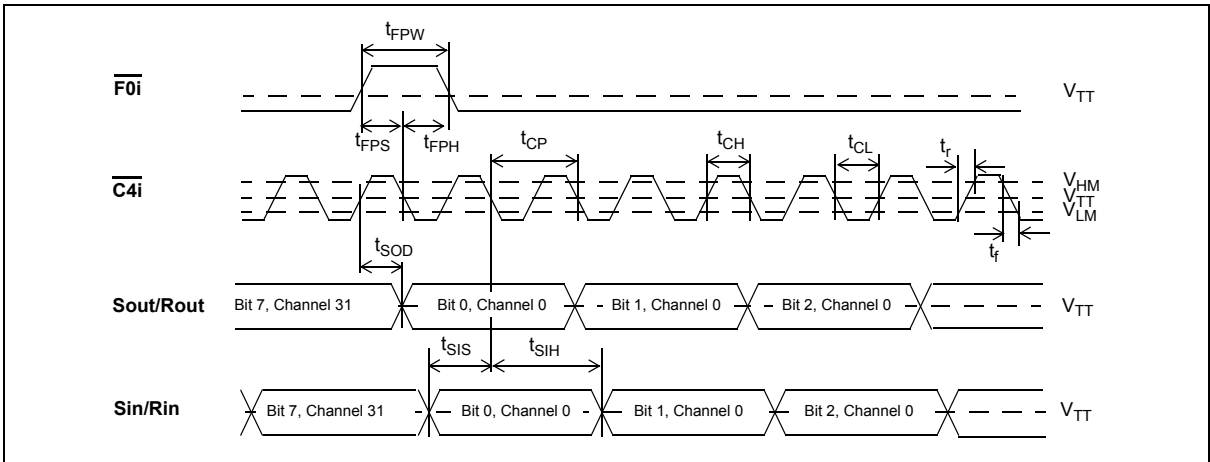 tFPW
F0i
VTT
tFPS
tFPH
tCP
tCH
tCL
tr
C4i
VHM
VTT
VLM
tf
tSOD
Sout/Rout
Bit 7, Channel 31
Bit 0, Channel 0
Bit 1, Channel 0
Bit 2, Channel 0
VTT
tSIS
tSIH
Sin/Rin
Bit 7, Channel 31
Bit 0, Channel 0
Bit 1, Channel 0
Bit 2, Channel 0
VTT